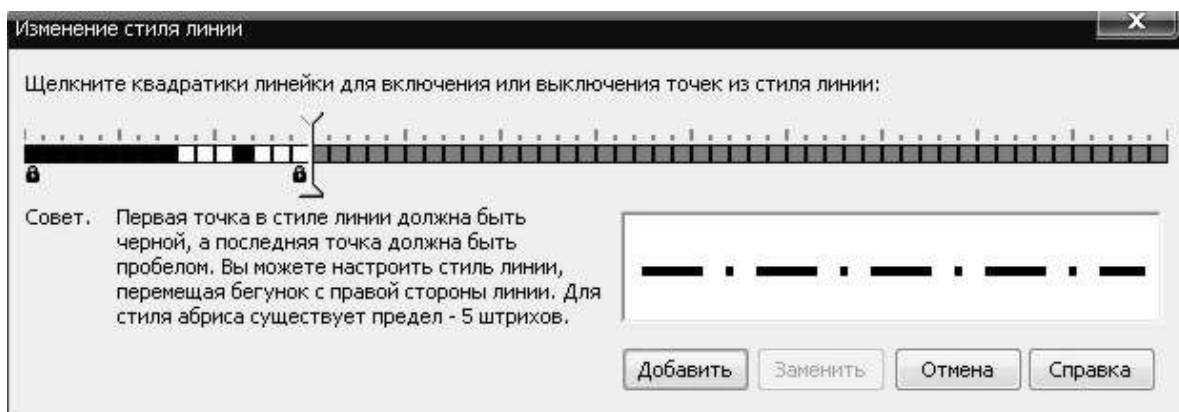 Изменение стиля линии
X
Щелкните квадратики линейки для включения или выключения точек из стиля линии:
Совет. Первая точка в стиле линии должна быть
черной, а последняя точка должна быть
пробелом. Вы можете настроить стиль линии,
перемещая бегунок с правой стороны линии. Для
стиля абриса существует предел - 5 штрихов.
Добавить Заменить Отмена Справка